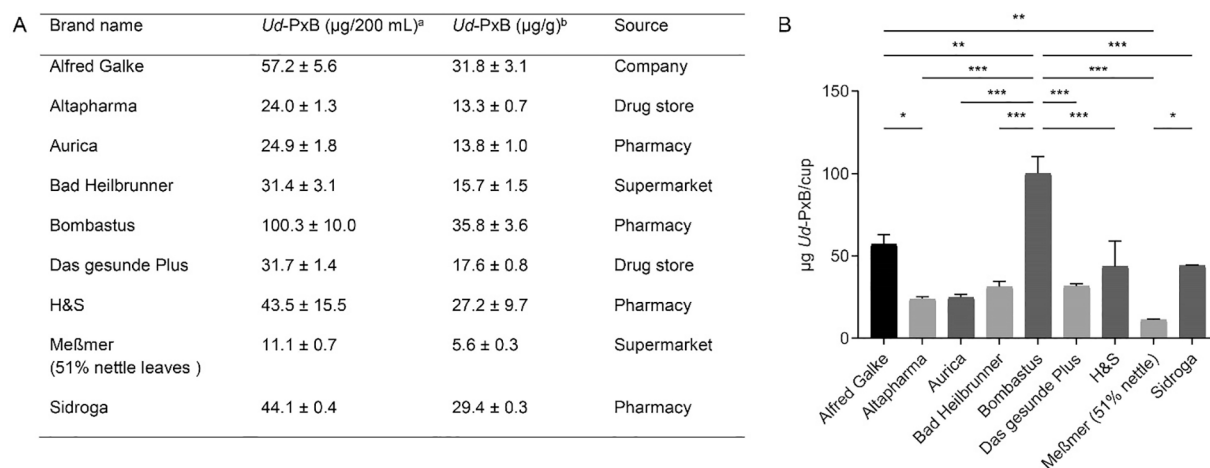 A
Brand name Ud-PxB (µg/200 mL)ᵃ Ud-PxB (µg/g)ᵇ Source
Alfred Galke 57.2 ± 5.6 31.8 ± 3.1 Company
Altapharma 24.0 ± 1.3 13.3 ± 0.7 Drug store
Aurica 24.9 ± 1.8 13.8 ± 1.0 Pharmacy
Bad Heilbrunner 31.4 ± 3.1 15.7 ± 1.5 Supermarket
Bombastus 100.3 ± 10.0 35.8 ± 3.6 Pharmacy
Das gesunde Plus 31.7 ± 1.4 17.6 ± 0.8 Drug store
H&S 43.5 ± 15.5 27.2 ± 9.7 Pharmacy
Meßmer 11.1 ± 0.7 5.6 ± 0.3 Supermarket
(51% nettle leaves )
Sidroga 44.1 ± 0.4 29.4 ± 0.3 Pharmacy
B
**
** ***
*** ***
*** ***
* *** *** *
150
100
50
0
µg Ud-PxB/cup
Alfred Galke
Altapharma
Aurica
Bad Heilbrunner
Bombastus
Das gesunde Plus
H&S
Meßmer (51% nettle)
Sidroga